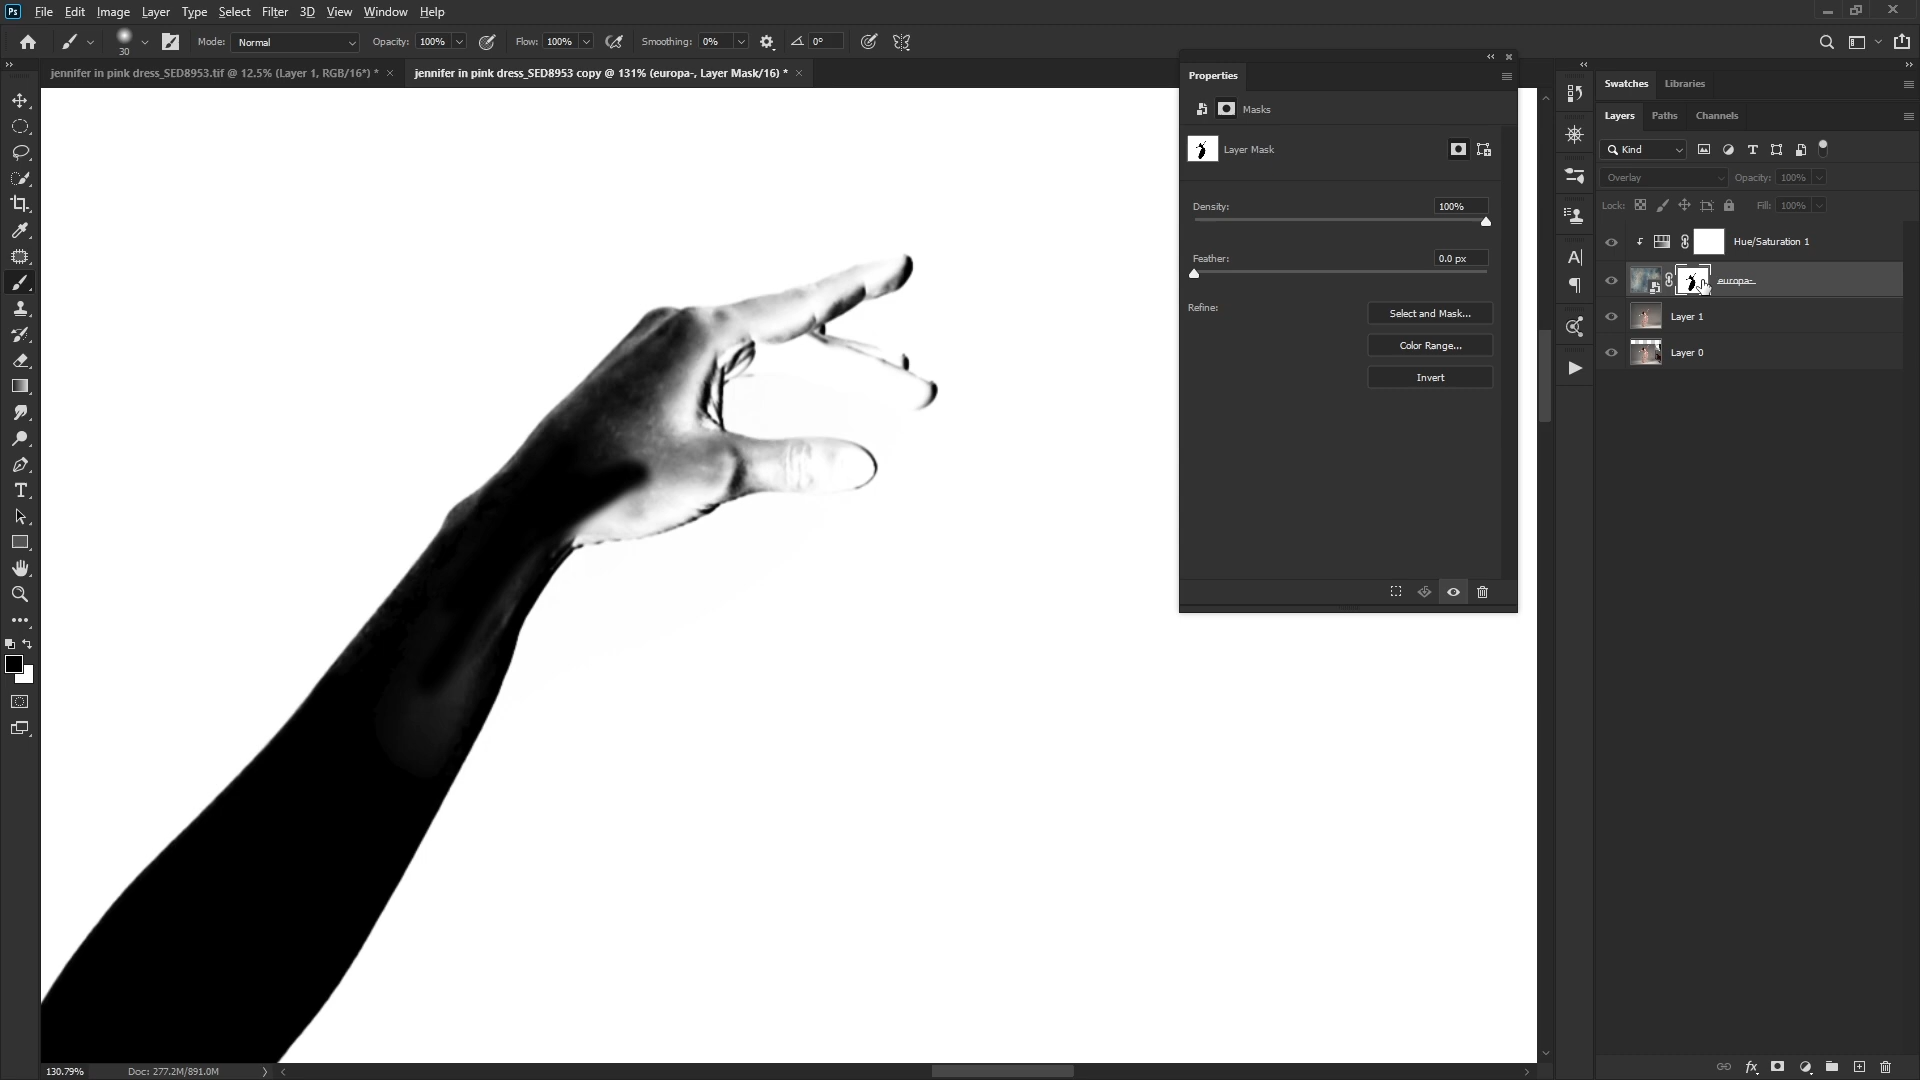 Ps File Edit Image Layer Type Select Filter 3D View Window Help
30 Mode: Normal Opacity: 100% Flow: 100% Smoothing: 0% 0°
jennifer in pink dress_SED8953.tif @ 12.5% (Layer 1, RGB/16*) * × jennifer in pink dress_SED8953 copy @ 131% (europa-, Layer Mask/16) * ×
Properties
Masks
Layer Mask
Density: 100%
Feather: 0.0 px
Refine: Select and Mask...
Color Range...
Invert
Swatches Libraries
Layers Paths Channels
Kind
Overlay Opacity: 100%
Lock: Fill: 100%
Hue/Saturation 1
europa-
Layer 1
Layer 0
130.79% Doc: 277.2M/891.0M